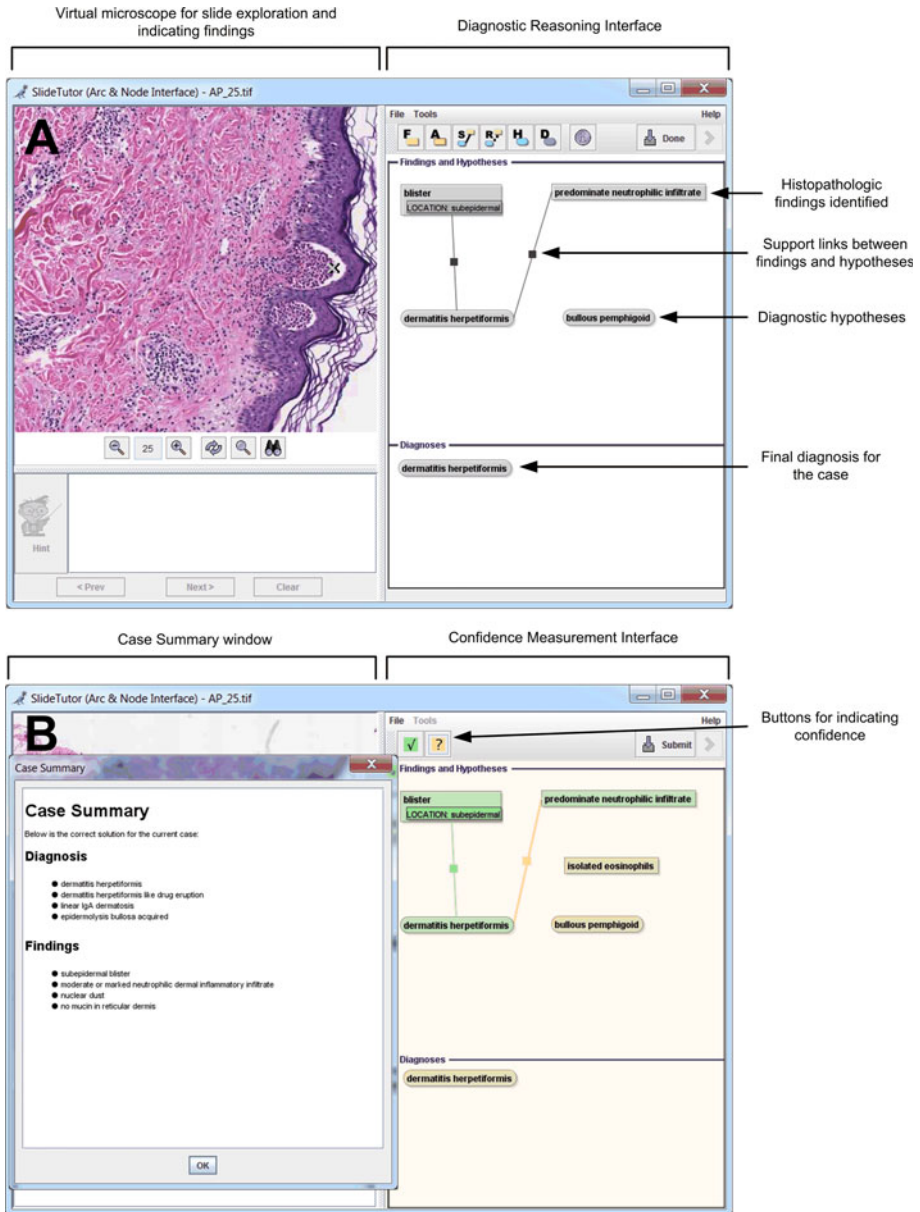 Virtual microscope for slide exploration and
indicating findings
Diagnostic Reasoning Interface
SlideTutor (Arc & Node Interface) - AP_25.tif
A
File Tools Help
F A S R H D Done
Findings and Hypotheses
blister
LOCATION: subepidermal
predominate neutrophilic infiltrate
Histopathologic
findings identified
Support links between
findings and hypotheses
dermatitis herpetiformis
bullous pemphigoid
Diagnostic hypotheses
25
Diagnoses
dermatitis herpetiformis
Final diagnosis for
the case
Hint
< Prev Next > Clear
Case Summary window
Confidence Measurement Interface
SlideTutor (Arc & Node Interface) - AP_25.tif
B
File Tools Help
√ ? Submit
Buttons for indicating
confidence
Case Summary
Case Summary
Below is the correct solution for the current case:
Diagnosis
● dermatitis herpetiformis
● dermatitis herpetiformis like drug eruption
● linear IgA dermatosis
● epidermolysis bullosa acquired
Findings
● subepidermal blister
● moderate or marked neutrophilic dermal inflammatory infiltrate
● nuclear dust
● no mucin in reticular dermis
OK
Findings and Hypotheses
blister
LOCATION: subepidermal
predominate neutrophilic infiltrate
isolated eosinophils
dermatitis herpetiformis
bullous pemphigoid
Diagnoses
dermatitis herpetiformis